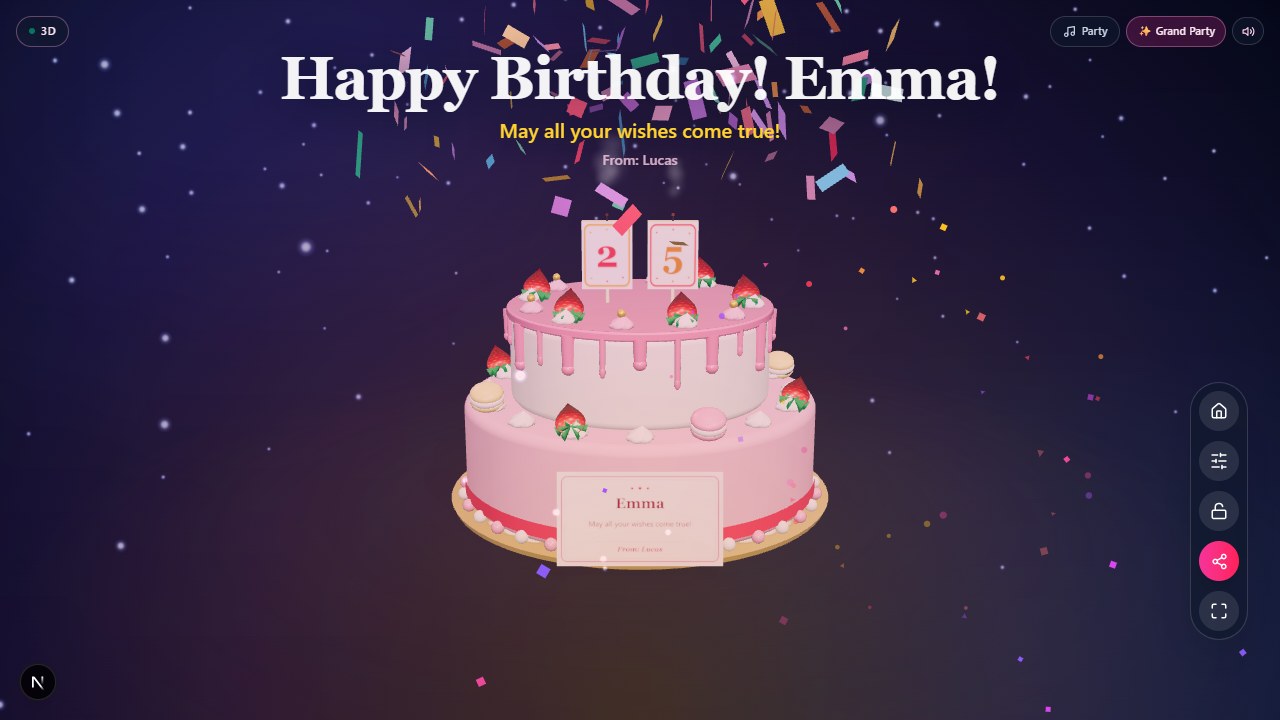 3D
Party
Grand Party
Happy Birthday! Emma!
May all your wishes come true!
From: Lucas
2
5
Emma
May all your wishes come true!
From: Lucas
N